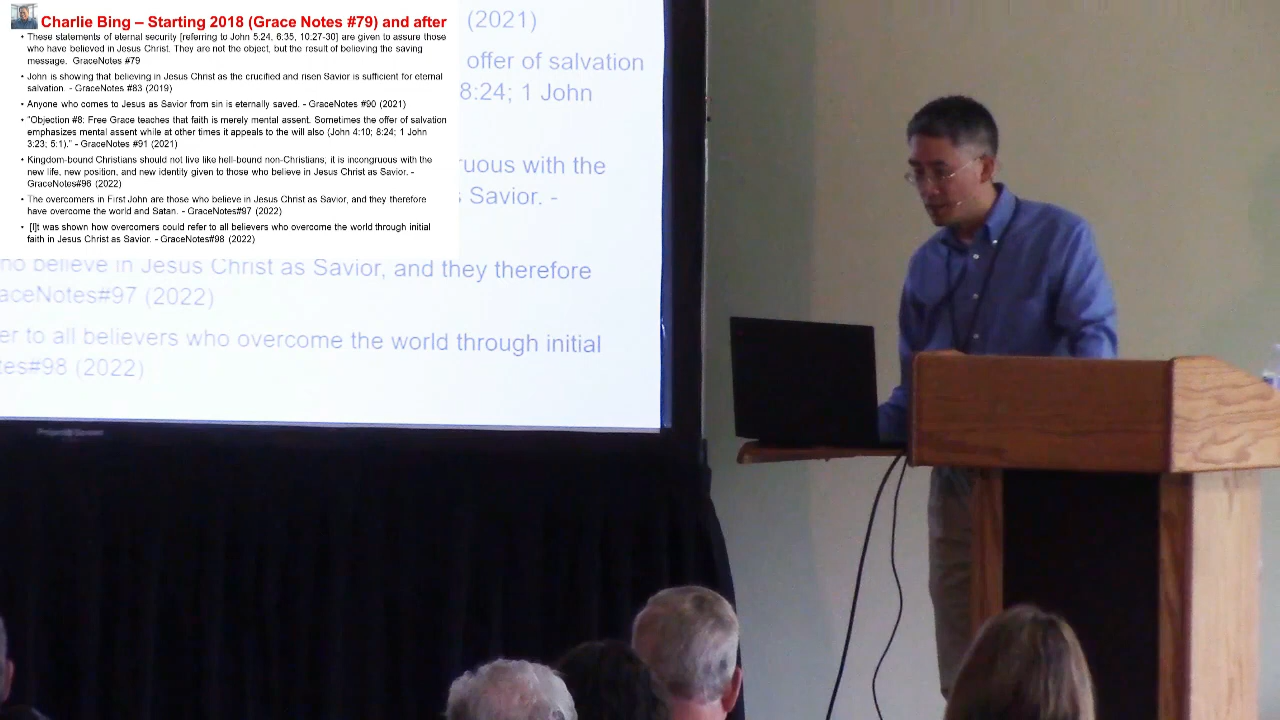 Charlie Bing – Starting 2018 (Grace Notes #79) and after
• These statements of eternal security [referring to John 5:24, 6:35, 10:27-30] are given to assure those
who have believed in Jesus Christ. They are not the object, but the result of believing the saving
message. GraceNotes #79
• John is showing that believing in Jesus Christ as the crucified and risen Savior is sufficient for eternal
salvation. - GraceNotes #83 (2019)
• Anyone who comes to Jesus as Savior from sin is eternally saved. - GraceNotes #90 (2021)
• "Objection #8: Free Grace teaches that faith is merely mental assent. Sometimes the offer of salvation
emphasizes mental assent while at other times it appeals to the will also (John 4:10; 8:24; 1 John
3:23; 5:1)." - GraceNotes #91 (2021)
• Kingdom-bound Christians should not live like hell-bound non-Christians, it is incongruous with the
new life, new position, and new identity given to those who believe in Jesus Christ as Savior. -
GraceNotes#96 (2022)
• The overcomers in First John are those who believe in Jesus Christ as Savior, and they therefore
have overcome the world and Satan. - GraceNotes#97 (2022)
• [I]t was shown how overcomers could refer to all believers who overcome the world through initial
faith in Jesus Christ as Savior. - GraceNotes#98 (2022)
(2021)
offer of salvation
8:24; 1 John
ruous with the
s Savior. -
no believe in Jesus Christ as Savior, and they therefore
aceNotes#97 (2022)
er to all believers who overcome the world through initial
tes#98 (2022)